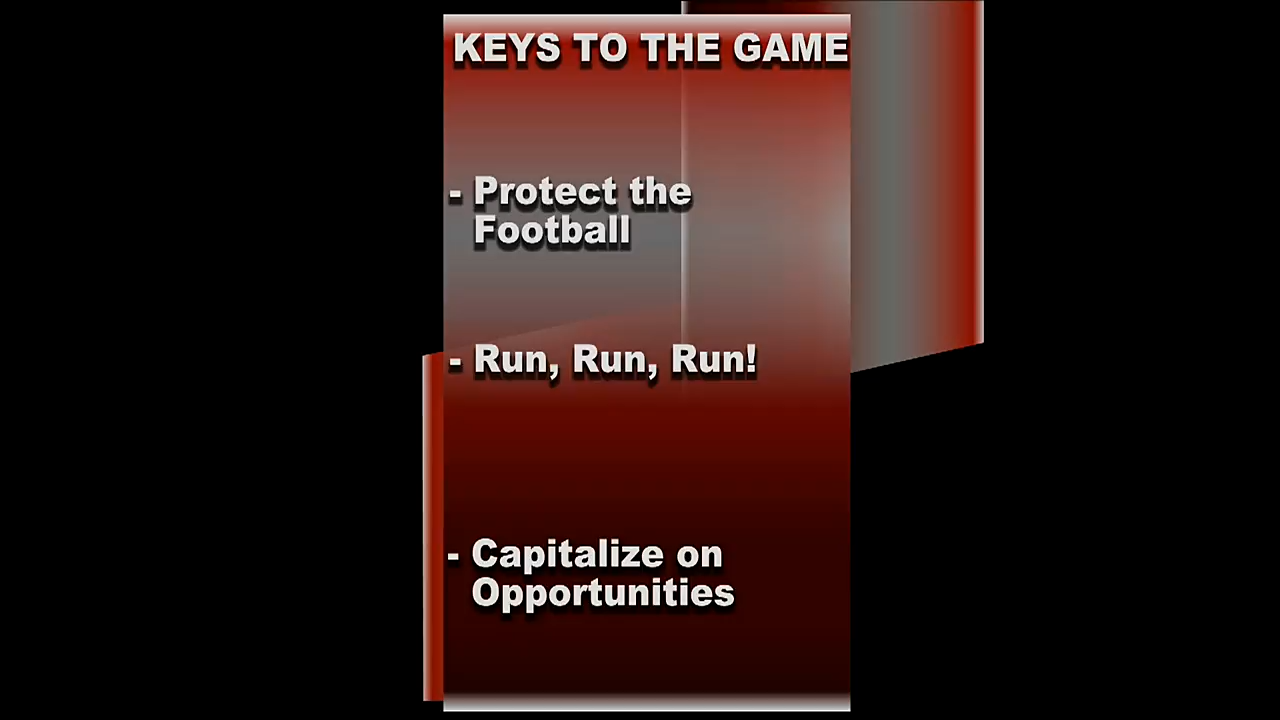 KEYS TO THE GAME
- Protect the
Football
- Run, Run, Run!
- Capitalize on
Opportunities